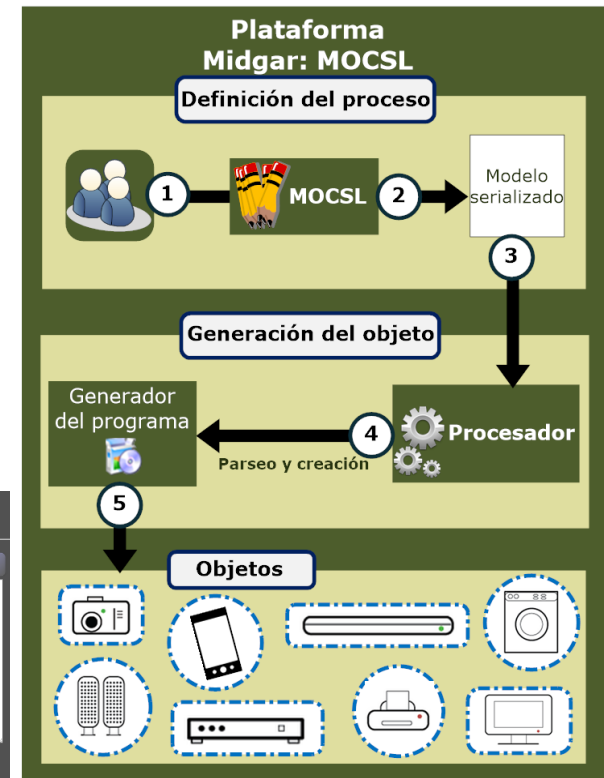 Plataforma
Midgar: MOCSL
Definición del proceso
1
MOCSL
2
Modelo
serializado
3
Generación del objeto
Generador
del programa
4
Procesador
Parseo y creación
5
Objetos